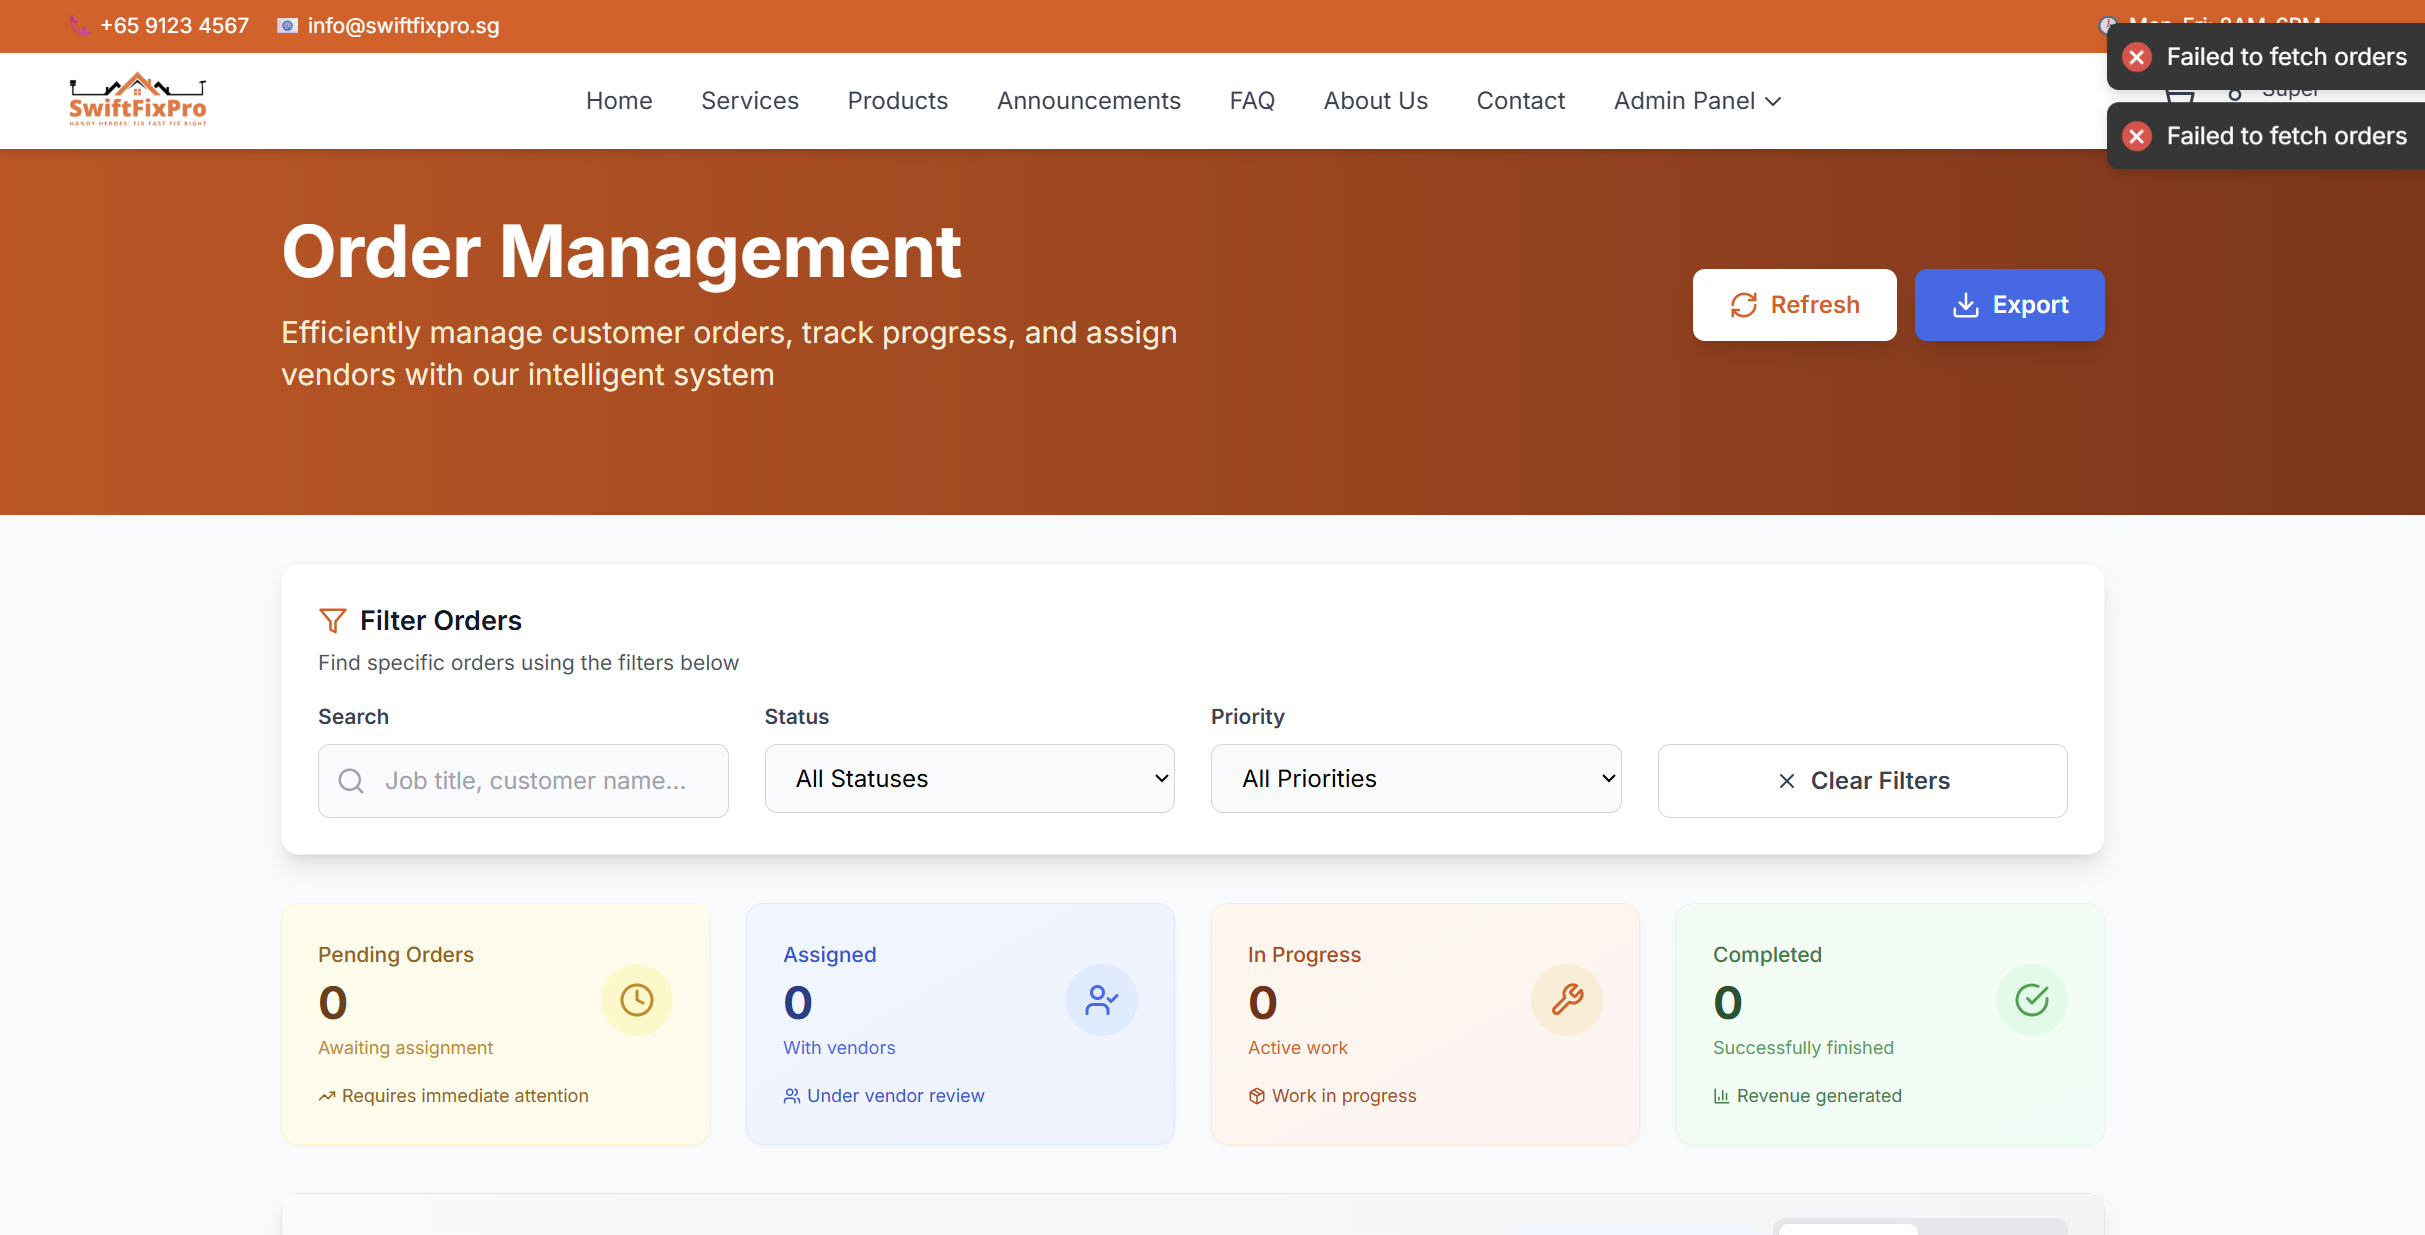 +65 9123 4567
info@swiftfixpro.sg
Failed to fetch orders
SwiftFixPro
HANDY HEROES: FIX FAST FIX RIGHT
Home
Services
Products
Announcements
FAQ
About Us
Contact
Admin Panel
Super
Failed to fetch orders
Order Management
Efficiently manage customer orders, track progress, and assign
vendors with our intelligent system
Refresh
Export
Filter Orders
Find specific orders using the filters below
Search
Status
Priority
Job title, customer name...
All Statuses
All Priorities
Clear Filters
Pending Orders
0
Awaiting assignment
Requires immediate attention
Assigned
0
With vendors
Under vendor review
In Progress
0
Active work
Work in progress
Completed
0
Successfully finished
Revenue generated